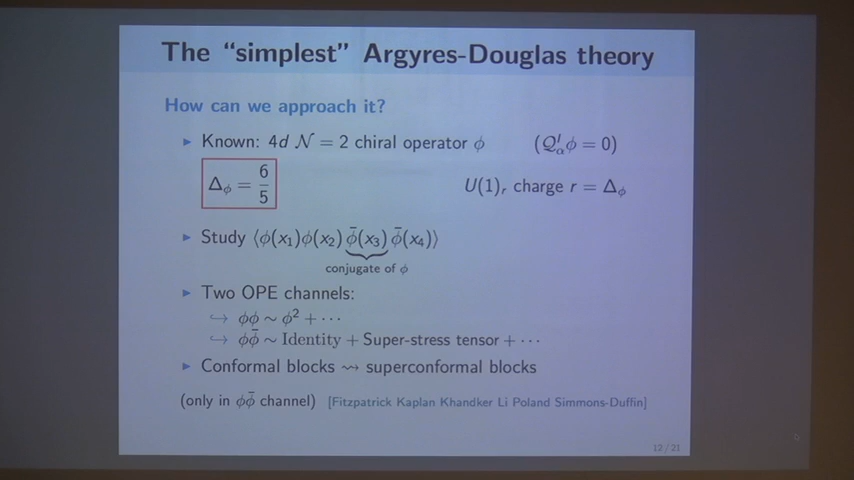 The “simplest” Argyres-Douglas theory
How can we approach it?
▸ Known: 4d 𝒩 = 2 chiral operator ϕ (𝒬^I_α ϕ = 0)
Δ_ϕ = 6/5 U(1)_r charge r = Δ_ϕ
▸ Study ⟨ϕ(x₁)ϕ(x₂)ϕ̄(x₃)ϕ̄(x₄)⟩
conjugate of ϕ
▸ Two OPE channels:
↪ ϕϕ ∼ ϕ² + ···
↪ ϕϕ̄ ∼ Identity + Super-stress tensor + ···
▸ Conformal blocks ⇝ superconformal blocks
(only in ϕϕ̄ channel) [Fitzpatrick Kaplan Khandker Li Poland Simmons-Duffin]
12 / 21